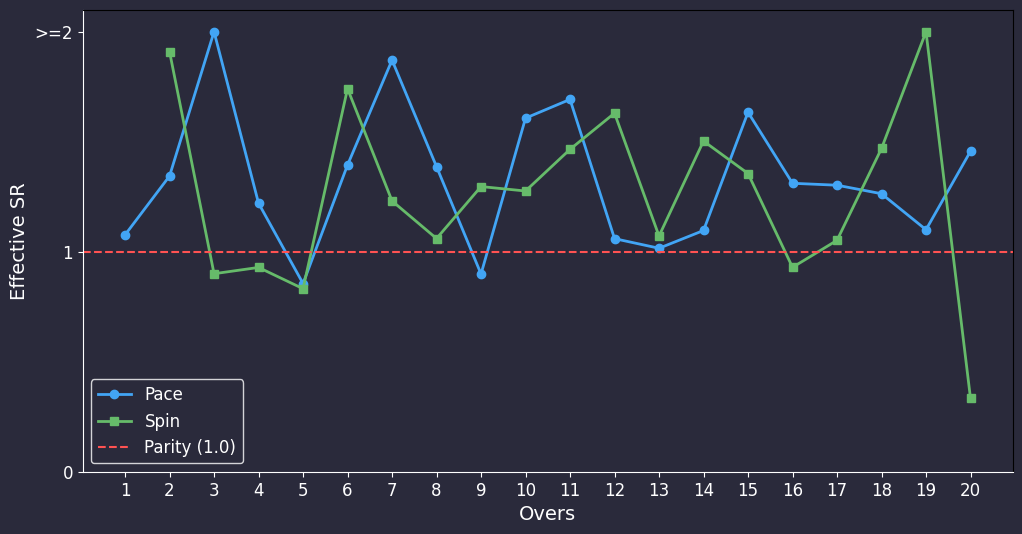 Effective SR
>=2
1
0
Pace
Spin
Parity (1.0)
1 2 3 4 5 6 7 8 9 10 11 12 13 14 15 16 17 18 19 20
Overs